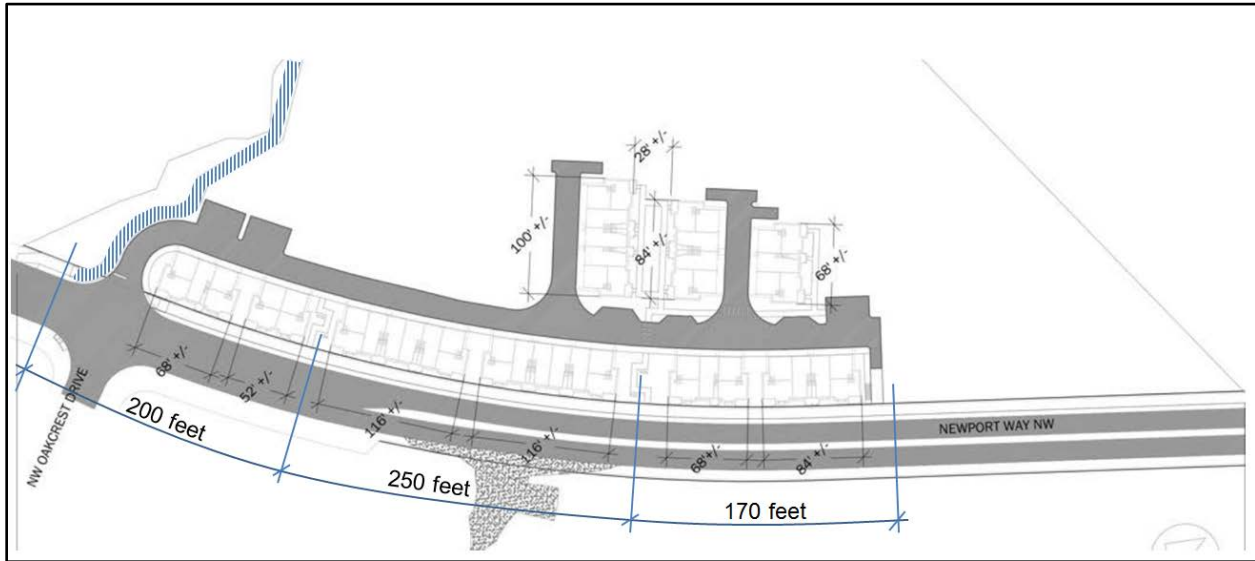 28' +/-
100' +/-
84' +/-
68' +/-
68' +/-
52' +/-
116' +/-
116' +/-
68' +/-
84' +/-
NEWPORT WAY NW
NW OAKCREST DRIVE
200 feet
250 feet
170 feet